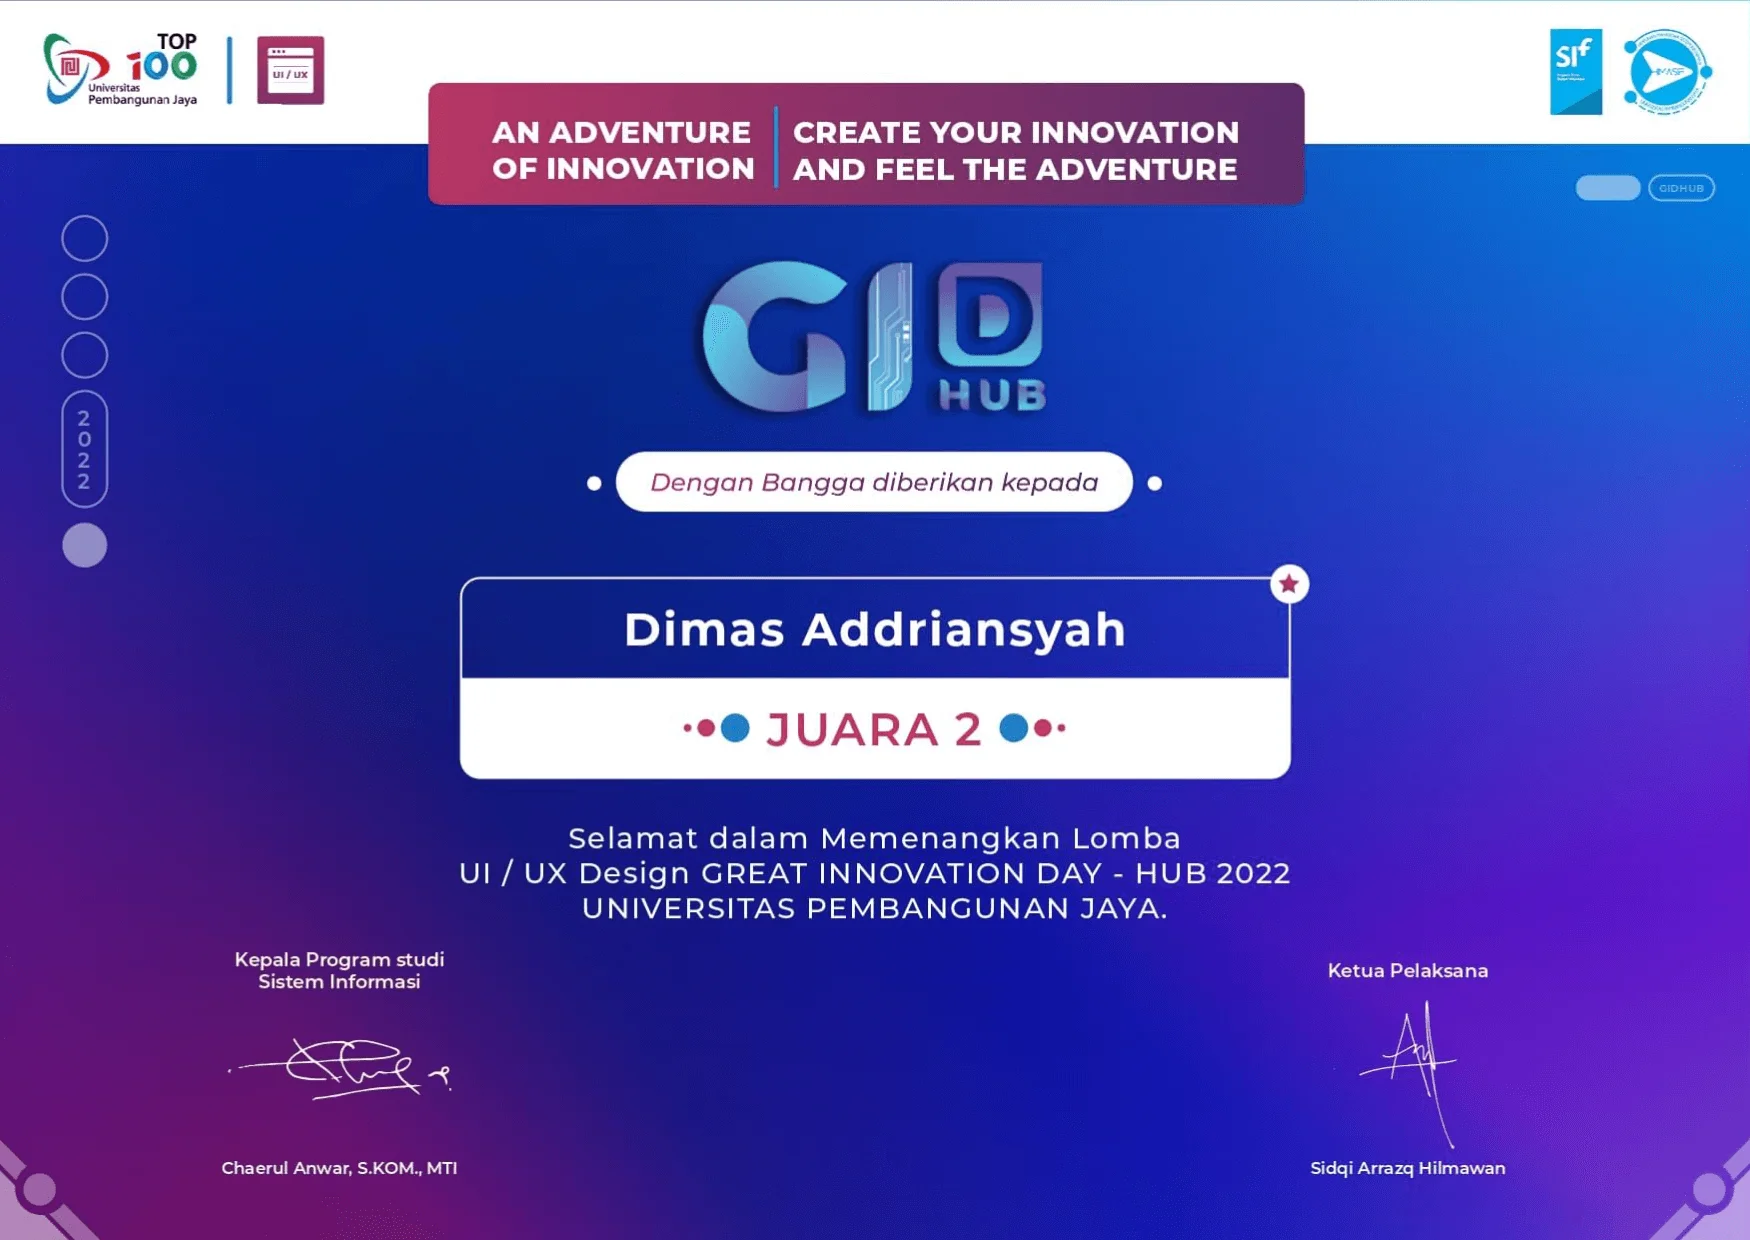 TOP
100
Universitas
Pembangunan Jaya
UI / UX
SIf
HIMASIF
AN ADVENTURE
OF INNOVATION
CREATE YOUR INNOVATION
AND FEEL THE ADVENTURE
GIDHUB
2022
GID
HUB
Dengan Bangga diberikan kepada
Dimas Addriansyah
JUARA 2
Selamat dalam Memenangkan Lomba
UI / UX Design GREAT INNOVATION DAY - HUB 2022
UNIVERSITAS PEMBANGUNAN JAYA.
Kepala Program studi
Sistem Informasi
Chaerul Anwar, S.KOM., MTI
Ketua Pelaksana
Sidqi Arrazq Hilmawan